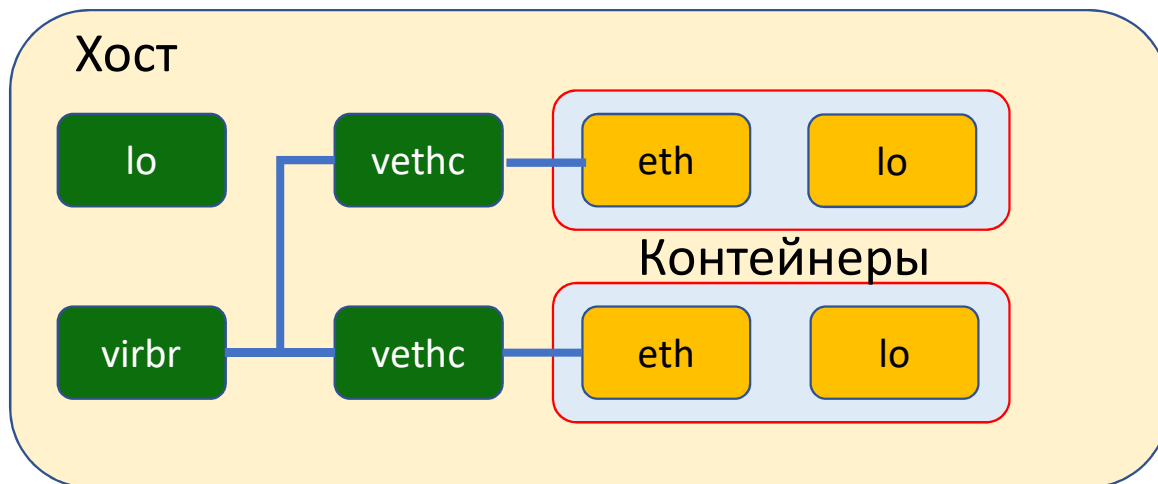 Хост
lo
vethc
eth
lo
Контейнеры
virbr
vethc
eth
lo